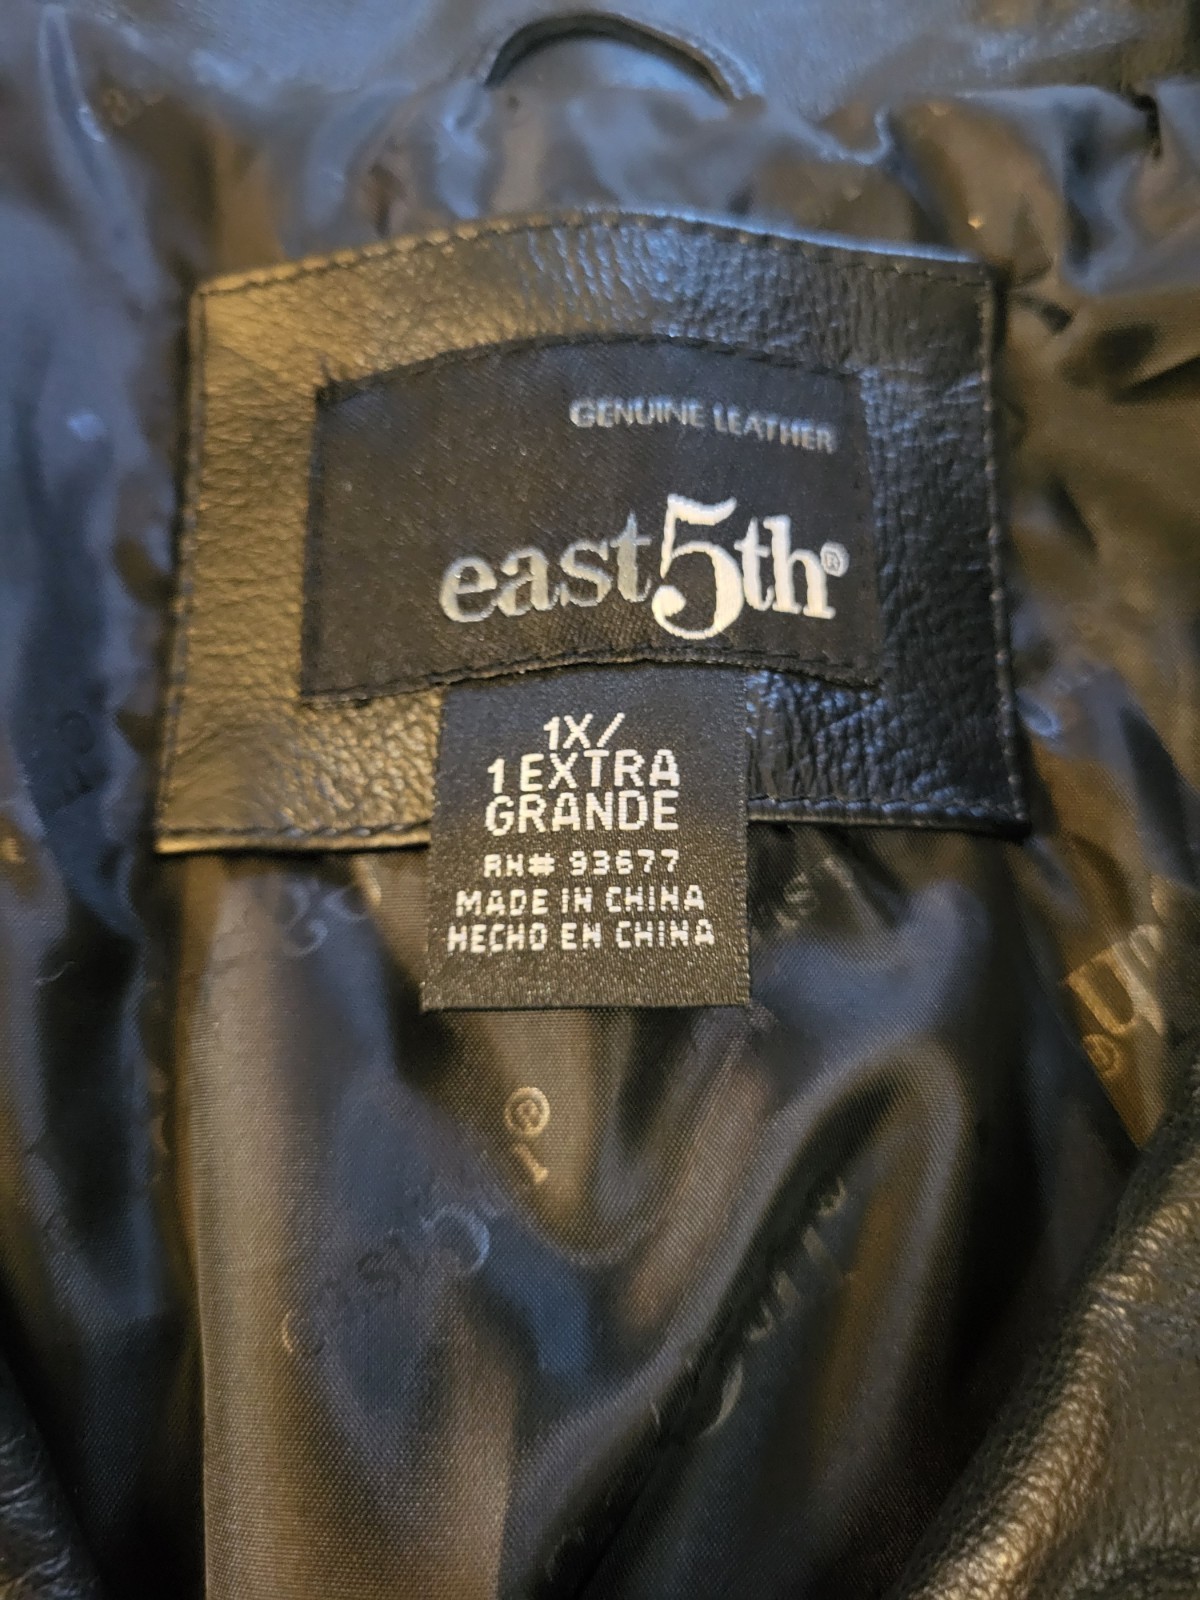 GENUINE LEATHER
east5th®
1X/
1 EXTRA
GRANDE
RN# 93677
MADE IN CHINA
HECHO EN CHINA